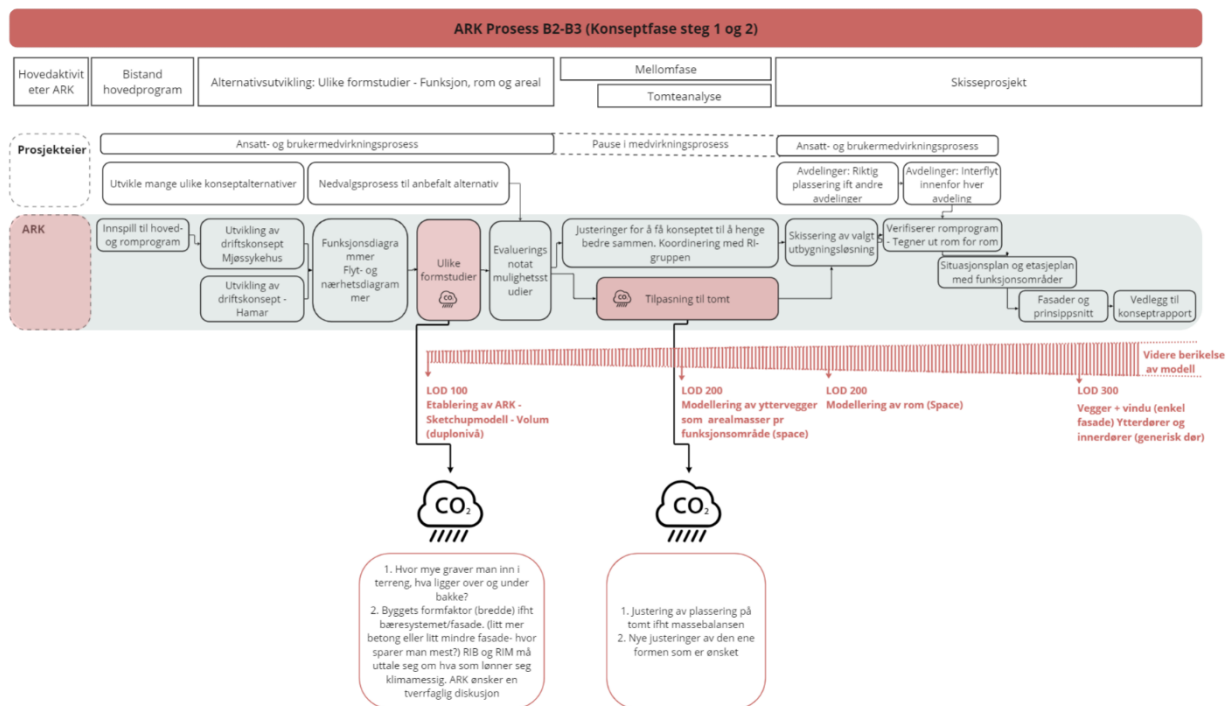 ARK Prosess B2-B3 (Konseptfase steg 1 og 2)
Hovedaktivit
eter ARK
Bistand
hovedprogram
Alternativsutvikling: Ulike formstudier - Funksjon, rom og areal
Mellomfase
Tomteanalyse
Skisseprosjekt
Prosjekteier
Ansatt- og brukermedvirkningsprosess
Pause i medvirkingsprosess
Ansatt- og brukermedvirkningsprosess
Utvikle mange ulike konseptalternativer
Nedvalgsprosess til anbefalt alternativ
Avdelinger: Riktig
plassering ift andre
avdelinger
Avdelinger: Interflyt
innenfor hver
avdeling
ARK
Innspill til hoved-
og romprogram
Utvikling av
driftskonsept
Mjøssykehus
Utvikling av
driftskonsept -
Hamar
Funksjonsdiagra
mmer
Flyt- og
nærhetsdiagram
mer
Ulike
formstudier
CO2
Evaluerings
notat
mulighetsst
udier
Justeringer for å få konseptet til å henge
bedre sammen. Koordinering med RI-
gruppen
CO2
Tilpasning til tomt
Skissering av valgt
utbygningsløsning
Verifiserer romprogram
- Tegner ut rom for rom
Situasjonsplan og etasjeplan
med funksjonsområder
Fasader og
prinsippsnitt
Vedlegg til
konseptrapport
Videre berikelse
av modell
LOD 100
Etablering av ARK -
Sketchupmodell - Volum
(duplonivå)
LOD 200
Modellering av yttervegger
som arealmasser pr
funksjonsområde (space)
LOD 200
Modellering av rom (Space)
LOD 300
Vegger + vindu (enkel
fasade) Ytterdører og
innerdører (generisk dør)
CO2
CO2
1. Hvor mye graver man inn i
terreng, hva ligger over og under
bakke?
2. Byggets formfaktor (bredde) ifht
bæresystemet/fasade. (litt mer
betong eller litt mindre fasade- hvor
sparer man mest?) RIB og RIM må
uttale seg om hva som lønner seg
klimamessig. ARK ønsker en
tverrfaglig diskusjon
1. Justering av plassering på
tomt ifht massebalansen
2. Nye justeringer av den ene
formen som er ønsket